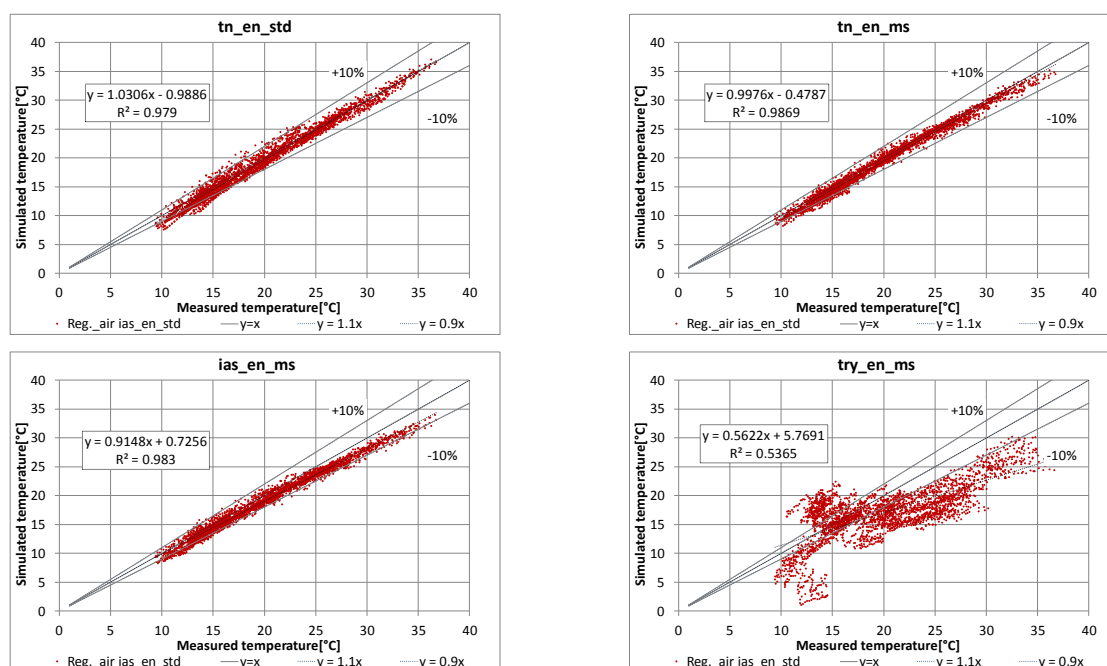 tn_en_std
40
35
30
25
20
15
10
5
0
Simulated temperature[°C]
y = 1.0306x - 0.9886
R² = 0.979
+10%
-10%
0 5 10 15 20 25 30 35 40
Measured temperature[°C]
Reg._air ias_en_std y=x y = 1.1x y = 0.9x
tn_en_ms
40
35
30
25
20
15
10
5
0
Simulated temperature[°C]
y = 0.9976x - 0.4787
R² = 0.9869
+10%
-10%
0 5 10 15 20 25 30 35 40
Measured temperature[°C]
Reg._air ias_en_std y=x y = 1.1x y = 0.9x
ias_en_ms
40
35
30
25
20
15
10
5
0
Simulated temperature[°C]
y = 0.9148x + 0.7256
R² = 0.983
+10%
-10%
0 5 10 15 20 25 30 35 40
Measured temperature[°C]
Reg._air ias_en_std y=x y = 1.1x y = 0.9x
try_en_ms
40
35
30
25
20
15
10
5
0
Simulated temperature[°C]
y = 0.5622x + 5.7691
R² = 0.5365
+10%
-10%
0 5 10 15 20 25 30 35 40
Measured temperature[°C]
Reg._air ias_en_std y=x y = 1.1x y = 0.9x